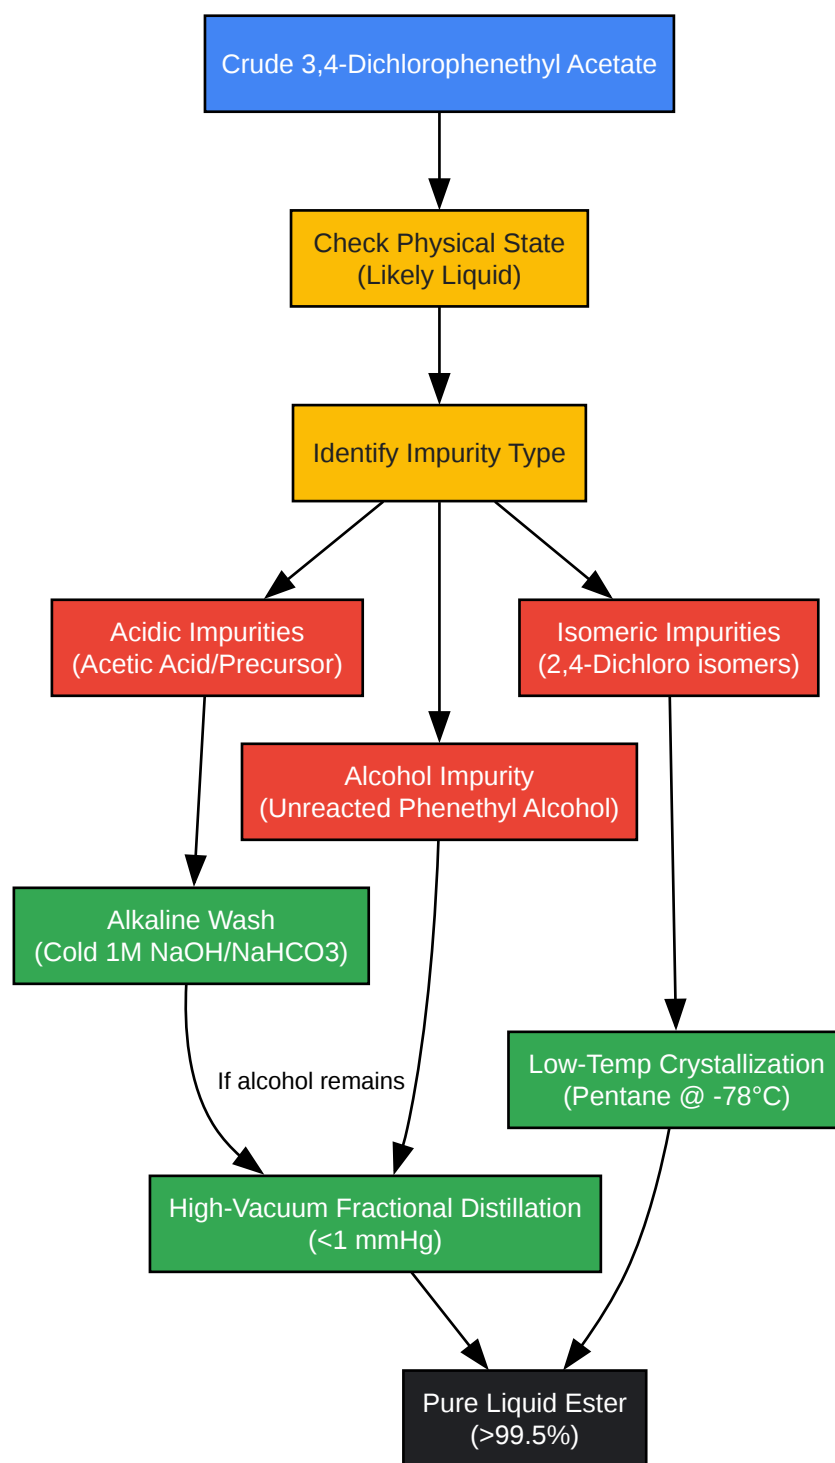 Crude 3,4-Dichlorophenethyl Acetate
Check Physical State
(Likely Liquid)
Identify Impurity Type
Acidic Impurities
(Acetic Acid/Precursor)
Isomeric Impurities
(2,4-Dichloro isomers)
Alcohol Impurity
(Unreacted Phenethyl Alcohol)
Alkaline Wash
(Cold 1M NaOH/NaHCO3)
Low-Temp Crystallization
(Pentane @ -78°C)
If alcohol remains
High-Vacuum Fractional Distillation
(<1 mmHg)
Pure Liquid Ester
(>99.5%)